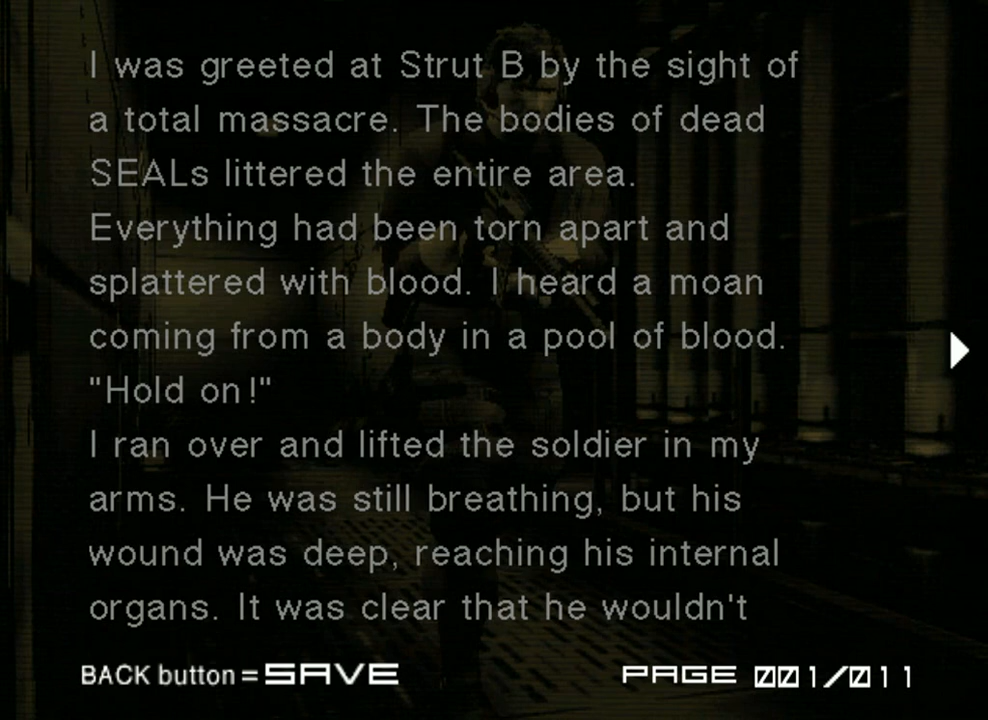 I was greeted at Strut B by the sight of
a total massacre. The bodies of dead
SEALs littered the entire area.
Everything had been torn apart and
splattered with blood. I heard a moan
coming from a body in a pool of blood.
"Hold on!"
I ran over and lifted the soldier in my
arms. He was still breathing, but his
wound was deep, reaching his internal
organs. It was clear that he wouldn't
BACK button = SAVE PAGE 001/011